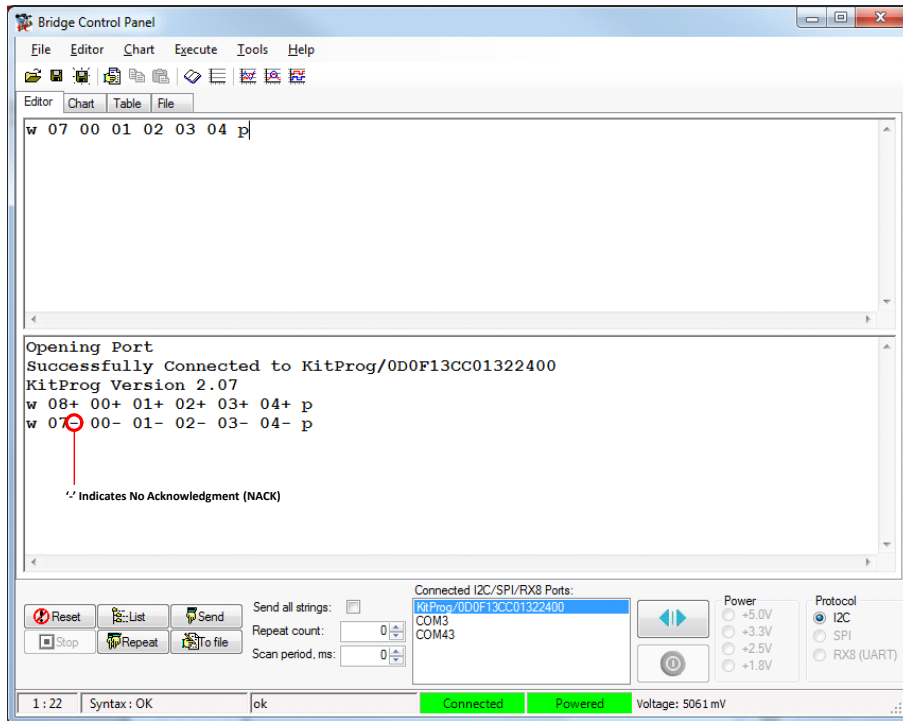 Bridge Control Panel
File Editor Chart Execute Tools Help
Editor Chart Table File
w 07 00 01 02 03 04 p
Opening Port
Successfully Connected to KitProg/0D0F13CC01322400
KitProg Version 2.07
w 08+ 00+ 01+ 02+ 03+ 04+ p
w 07- 00- 01- 02- 03- 04- p
‘-’ Indicates No Acknowledgment (NACK)
Reset List Send
Stop Repeat To file
Send all strings:
Repeat count: 0
Scan period, ms: 0
Connected I2C/SPI/RX8 Ports:
KitProg/0D0F13CC01322400
COM3
COM43
Power
+5.0V
+3.3V
+2.5V
+1.8V
Protocol
I2C
SPI
RX8 (UART)
1 : 22 Syntax : OK ok Connected Powered Voltage: 5061 mV